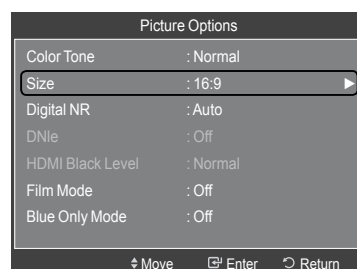 Picture Options
Color Tone : Normal
Size : 16:9
Digital NR : Auto
DNIe : Off
HDMI Black Level : Normal
Film Mode : Off
Blue Only Mode : Off
Move Enter Return